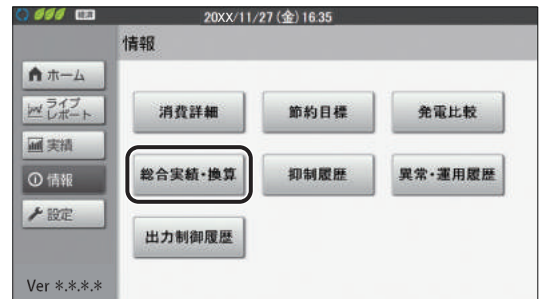 経済 20XX/11/27 (金) 16:35
情報
ホーム
ライブ
レポート
実績
情報
設定
消費詳細 節約目標 発電比較
総合実績・換算 抑制履歴 異常・運用履歴
出力制御履歴
Ver *.*.*.*